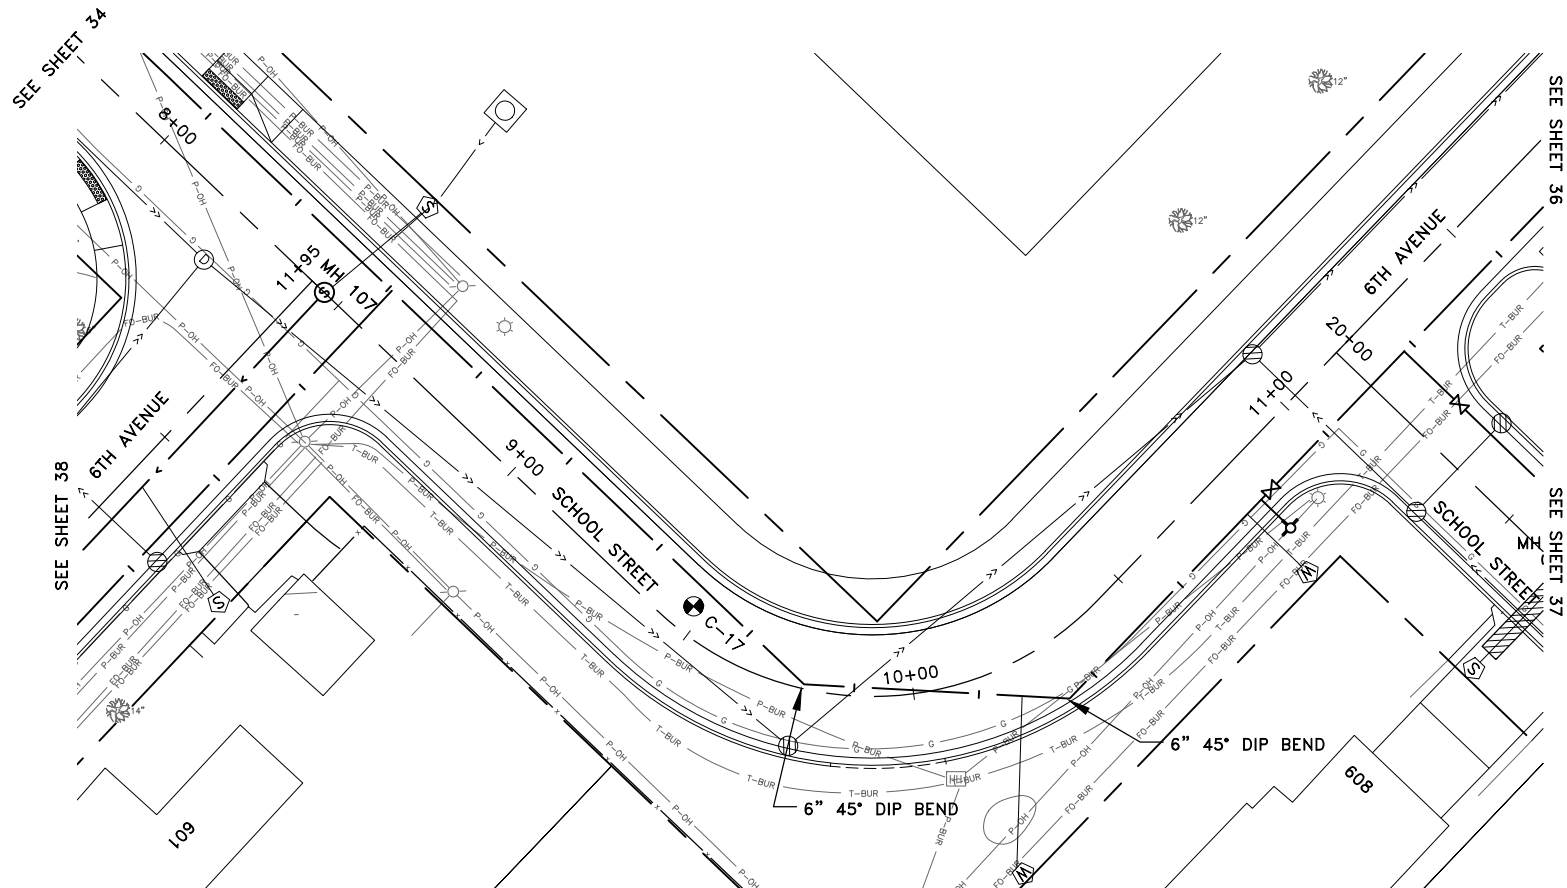 SEE SHEET 34
8+00
12"
SEE SHEET 36
12"
6TH AVENUE
S
D
11+95
MH 107
S
20+00
11+00
6TH AVENUE
SEE SHEET 38
9+00
SCHOOL STREET
SCHOOL STREET
SEE SHEET 37
MH
C-17
W
S
S
10+00
14"
6" 45° DIP BEND
6" 45° DIP BEND
HH
608
601
W
P-OH
P-BUR
FO-BUR
T-BUR
G